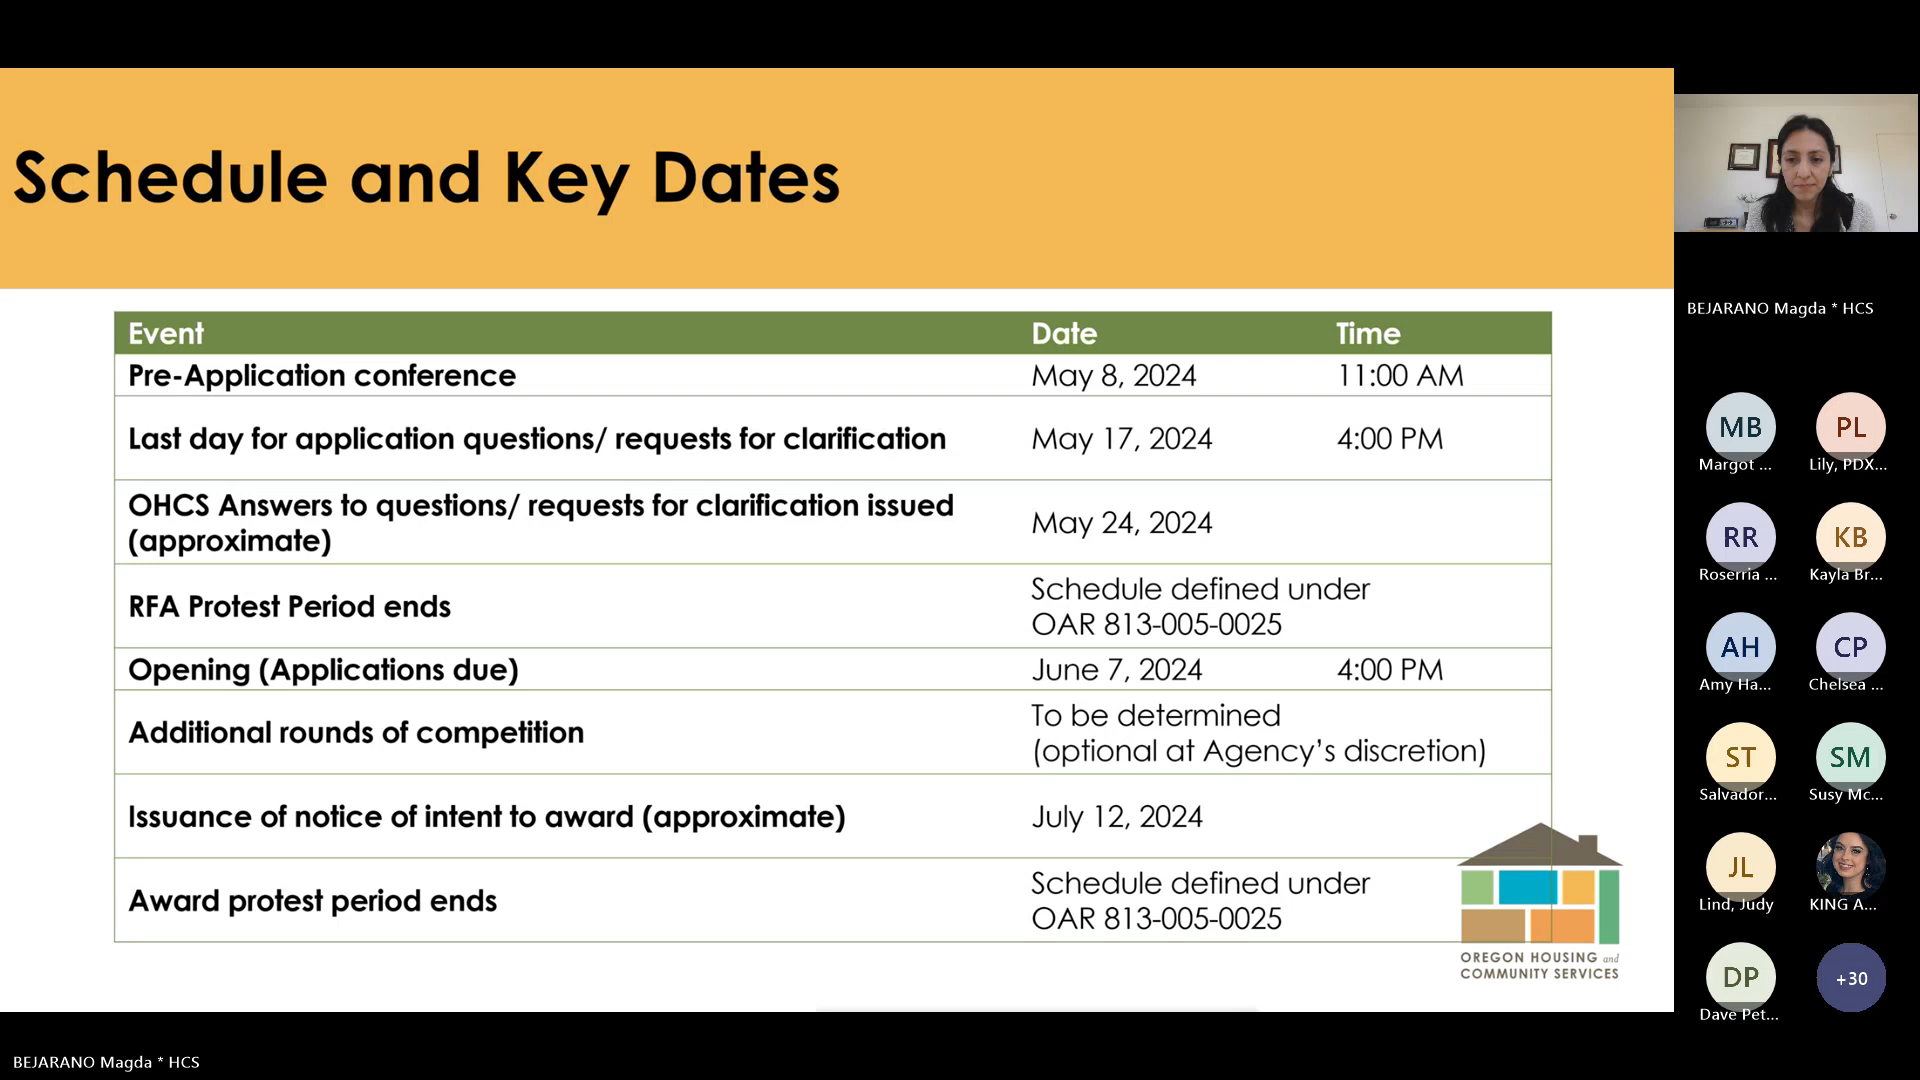 Schedule and Key Dates
Event Date Time
Pre-Application conference May 8, 2024 11:00 AM
Last day for application questions/ requests for clarification May 17, 2024 4:00 PM
OHCS Answers to questions/ requests for clarification issued
(approximate) May 24, 2024
RFA Protest Period ends
Schedule defined under
OAR 813-005-0025
Opening (Applications due) June 7, 2024 4:00 PM
Additional rounds of competition
To be determined
(optional at Agency’s discretion)
Issuance of notice of intent to award (approximate) July 12, 2024
Award protest period ends
Schedule defined under
OAR 813-005-0025
OREGON HOUSING and
COMMUNITY SERVICES
BEJARANO Magda * HCS
MB PL
Margot ... Lily, PDX...
RR KB
Roserria ... Kayla Br...
AH CP
Amy Ha... Chelsea ...
ST SM
Salvador... Susy Mc...
JL
Lind, Judy KING A...
DP +30
Dave Pet...
BEJARANO Magda * HCS